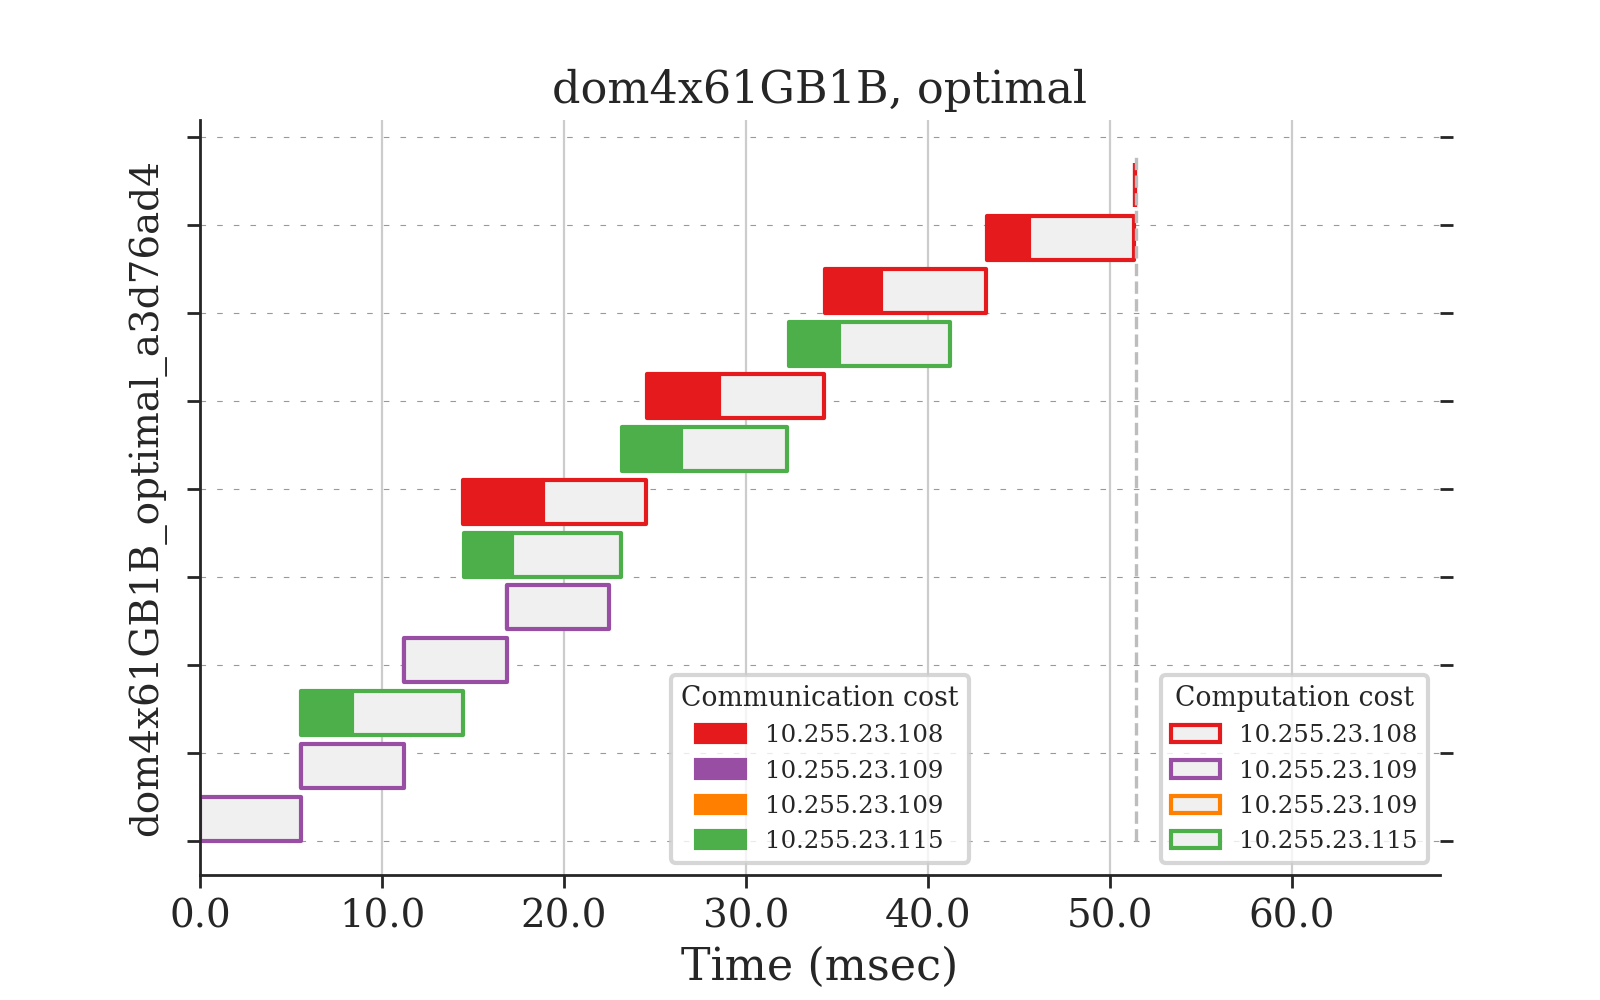 dom4x61GB1B, optimal
dom4x61GB1B_optimal_a3d76ad4
Communication cost
10.255.23.108
10.255.23.109
10.255.23.109
10.255.23.115
Computation cost
10.255.23.108
10.255.23.109
10.255.23.109
10.255.23.115
0.0 10.0 20.0 30.0 40.0 50.0 60.0
Time (msec)